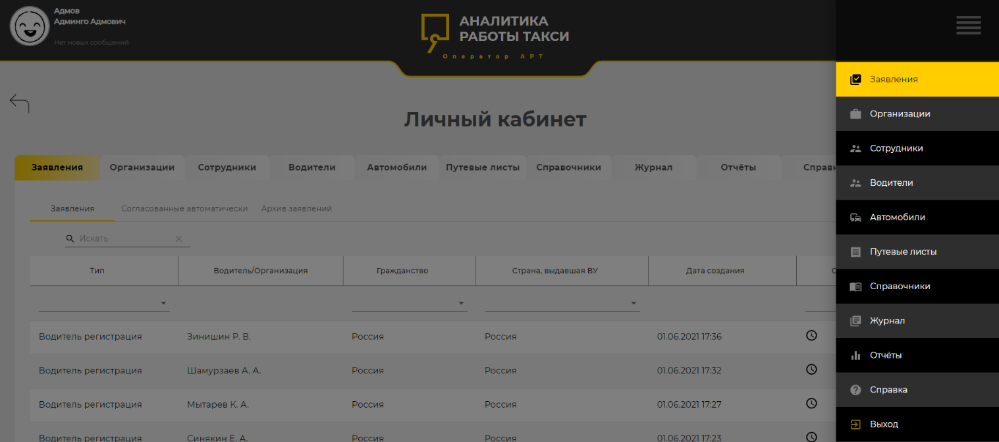 Адмов
Админго Адмович
Нет новых сообщений
АНАЛИТИКА
РАБОТЫ ТАКСИ
Оператор АРТ
Личный кабинет
Заявления Организации Сотрудники Водители Автомобили Путевые листы Справочники Журнал Отчёты
Заявления Согласованные автоматически Архив заявлений
Искать
Тип Водитель/Организация Гражданство Страна, выдавшая ВУ Дата создания
Водитель регистрация Зинишин Р. В. Россия Россия 01.06.2021 17:36
Водитель регистрация Шамурзаев А. А. Россия Россия 01.06.2021 17:32
Водитель регистрация Мытарев К. А. Россия Россия 01.06.2021 17:27
Водитель регистрация Синякин Е. А. Россия Россия 01.06.2021 17:23
Заявления
Организации
Сотрудники
Водители
Автомобили
Путевые листы
Справочники
Журнал
Отчёты
Справка
Выход